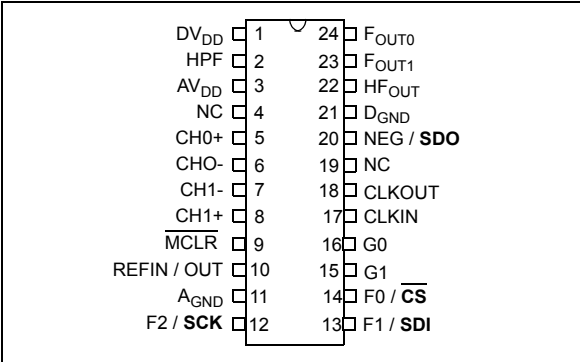 DVDD 1 24 FOUT0
HPF 2 23 FOUT1
AVDD 3 22 HFOUT
NC 4 21 DGND
CH0+ 5 20 NEG / SDO
CHO- 6 19 NC
CH1- 7 18 CLKOUT
CH1+ 8 17 CLKIN
MCLR 9 16 G0
REFIN / OUT 10 15 G1
AGND 11 14 F0 / CS
F2 / SCK 12 13 F1 / SDI